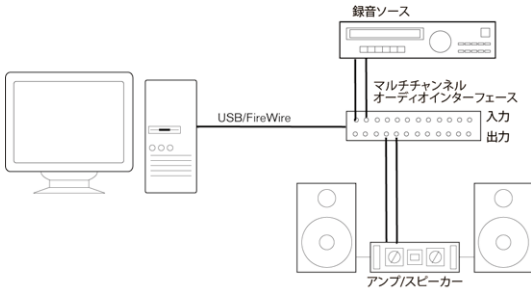 録音ソース
マルチチャンネル
オーディオインターフェース
USB/FireWire
入力
出力
アンプ/スピーカー